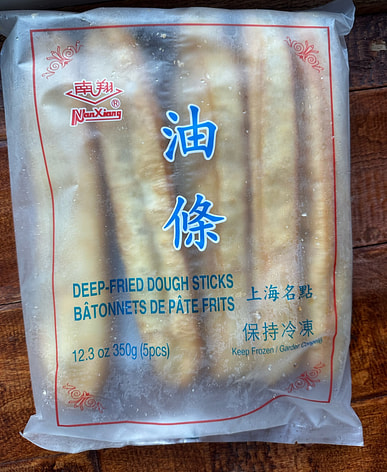 南翔
NanXiang
®
油
條
DEEP-FRIED DOUGH STICKS
BÂTONNETS DE PÂTE FRITS
上海名點
12.3 oz 350g (5pcs)
保持冷凍
Keep Frozen / Garder Congelé